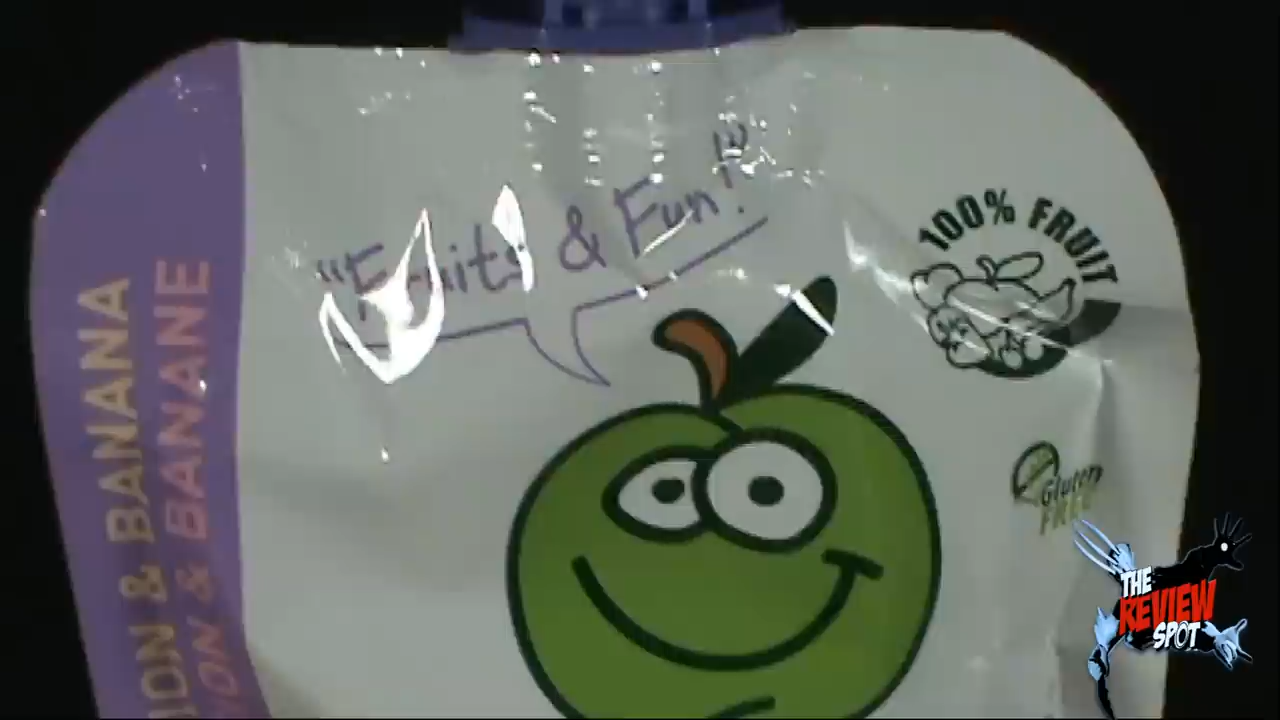 "Fruits & Fun!"
100% FRUIT
Gluten
FREE
& BANANA
& BANANE
THE
REVIEW
SPOT